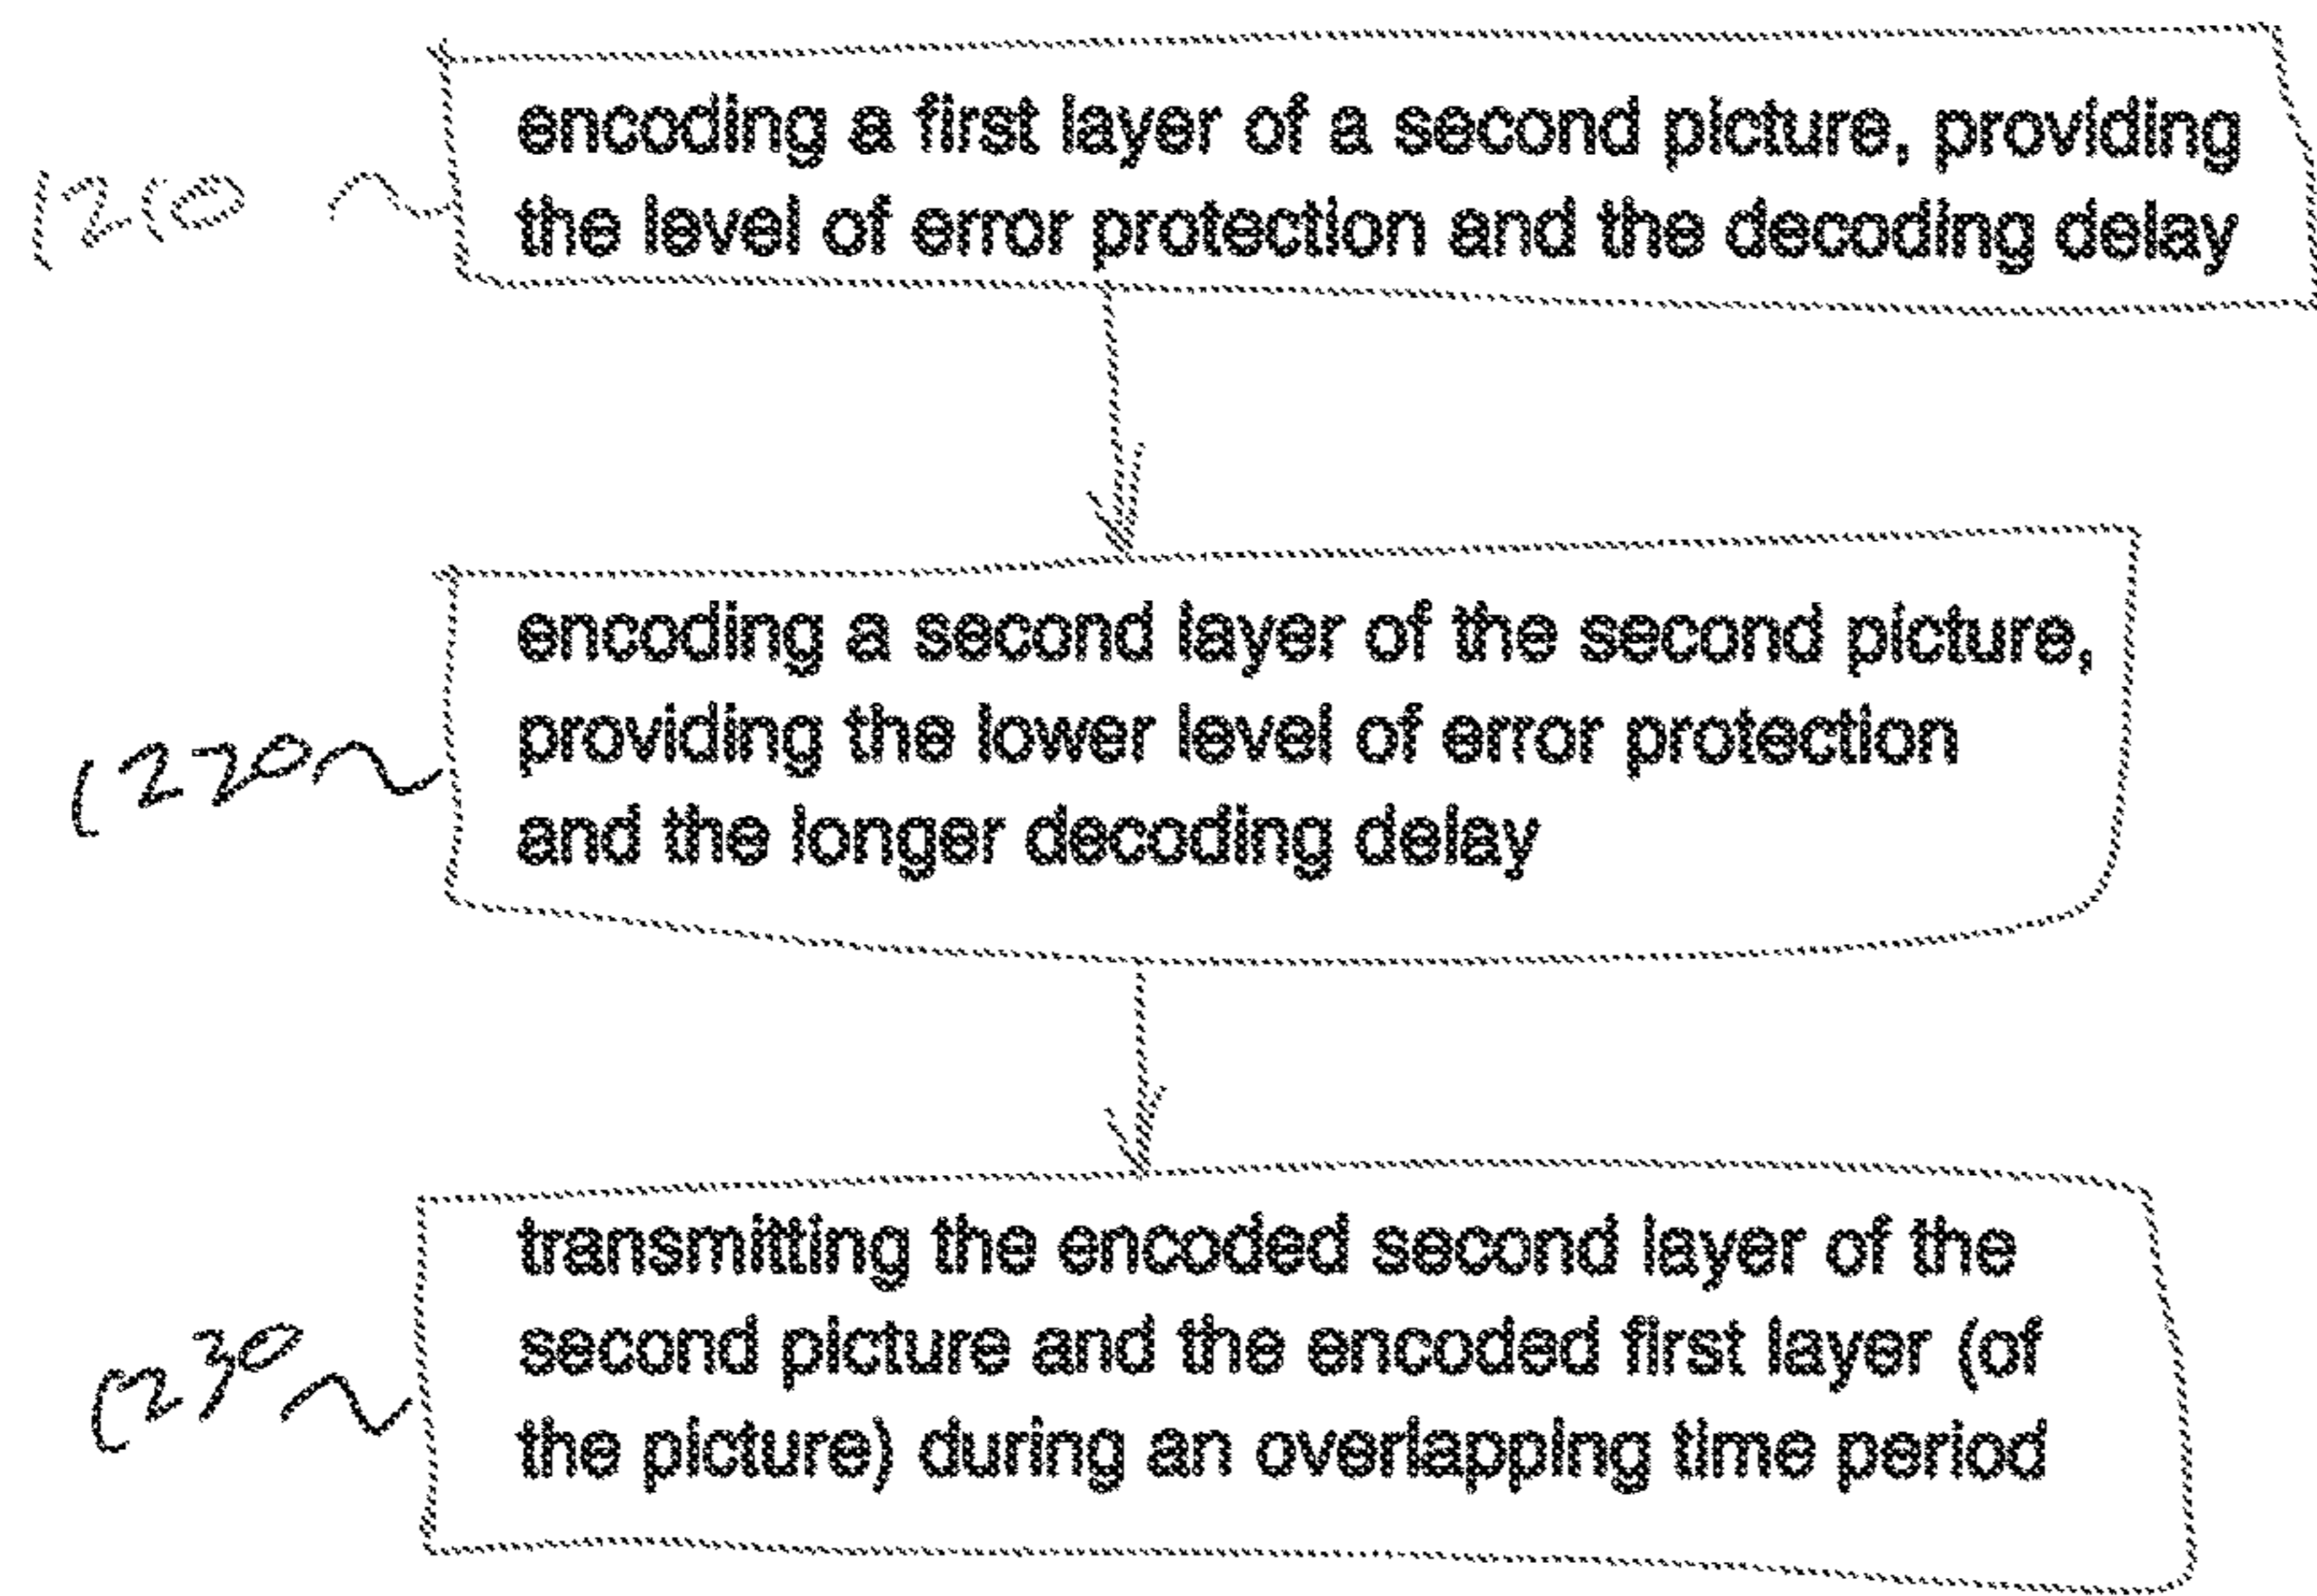 1210
encoding a first layer of a second picture, providing
the level of error protection and the decoding delay
1220
encoding a second layer of the second picture,
providing the lower level of error protection
and the longer decoding delay
1230
transmitting the encoded second layer of the
second picture and the encoded first layer (of
the picture) during an overlapping time period